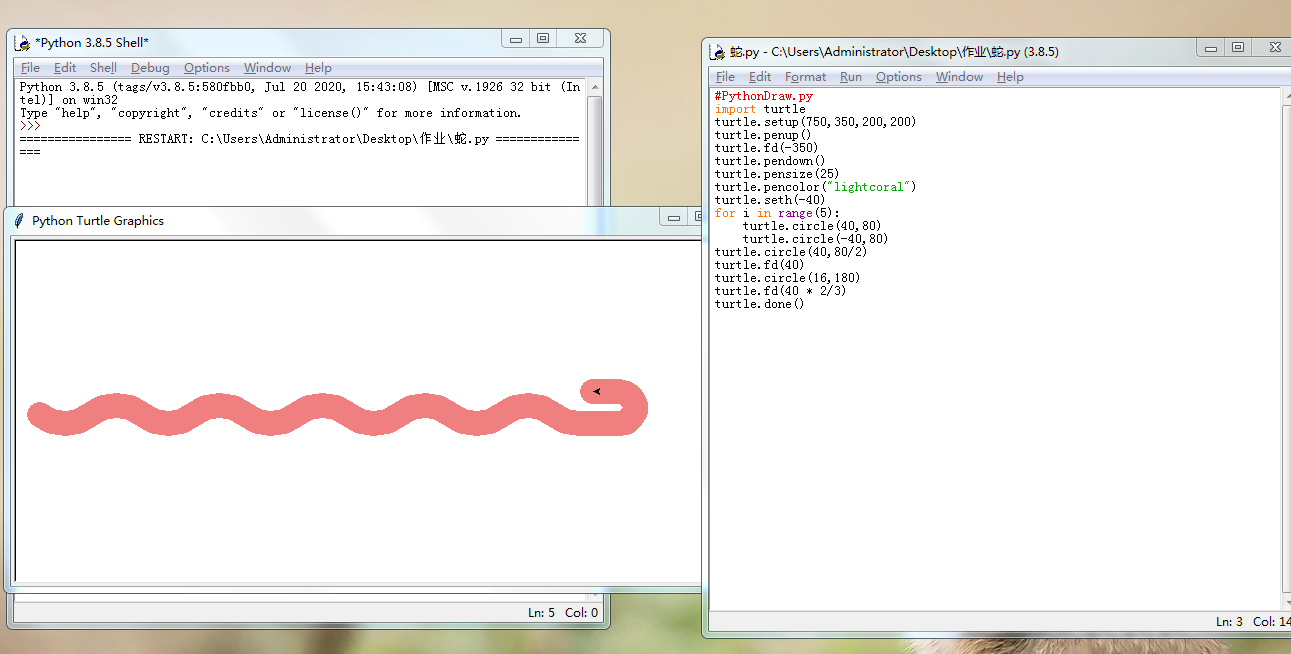 *Python 3.8.5 Shell*
File Edit Shell Debug Options Window Help
Python 3.8.5 (tags/v3.8.5:580fbb0, Jul 20 2020, 15:43:08) [MSC v.1926 32 bit (In
tel)] on win32
Type "help", "copyright", "credits" or "license()" for more information.
>>>
================ RESTART: C:\Users\Administrator\Desktop\作业\蛇.py =============
===
Python Turtle Graphics
Ln: 5 Col: 0
蛇.py - C:\Users\Administrator\Desktop\作业\蛇.py (3.8.5)
File Edit Format Run Options Window Help
#PythonDraw.py
import turtle
turtle.setup(750,350,200,200)
turtle.penup()
turtle.fd(-350)
turtle.pendown()
turtle.pensize(25)
turtle.pencolor("lightcoral")
turtle.seth(-40)
for i in range(5):
    turtle.circle(40,80)
    turtle.circle(-40,80)
turtle.circle(40,80/2)
turtle.fd(40)
turtle.circle(16,180)
turtle.fd(40 * 2/3)
turtle.done()
Ln: 3 Col: 14